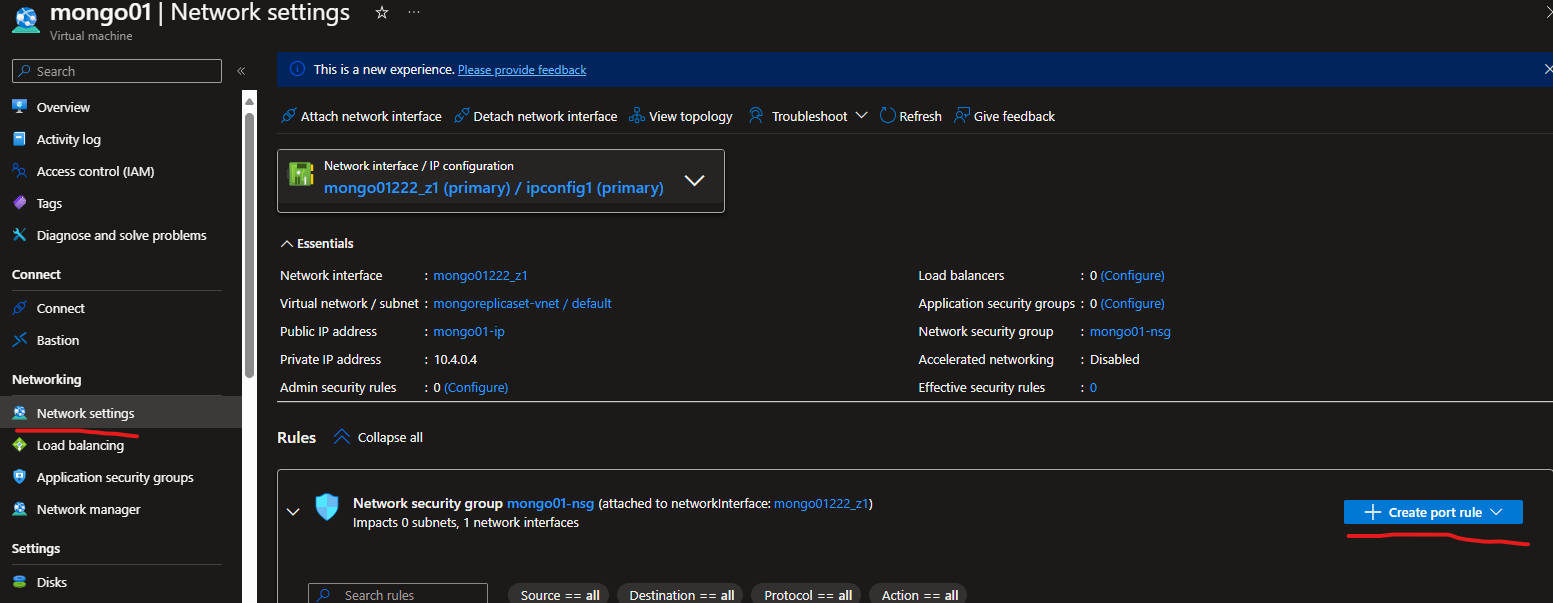 mongo01 | Network settings
Virtual machine
Search
Overview
Activity log
Access control (IAM)
Tags
Diagnose and solve problems
Connect
Connect
Bastion
Networking
Network settings
Load balancing
Application security groups
Network manager
Settings
Disks
This is a new experience. Please provide feedback
Attach network interface Detach network interface View topology Troubleshoot Refresh Give feedback
Network interface / IP configuration
mongo01222_z1 (primary) / ipconfig1 (primary)
Essentials
Network interface : mongo01222_z1
Virtual network / subnet : mongoreplicaset-vnet / default
Public IP address : mongo01-ip
Private IP address : 10.4.0.4
Admin security rules : 0 (Configure)
Load balancers : 0 (Configure)
Application security groups : 0 (Configure)
Network security group : mongo01-nsg
Accelerated networking : Disabled
Effective security rules : 0
Rules Collapse all
Network security group mongo01-nsg (attached to networkInterface: mongo01222_z1)
Impacts 0 subnets, 1 network interfaces
Create port rule
Search rules
Source == all Destination == all Protocol == all Action == all